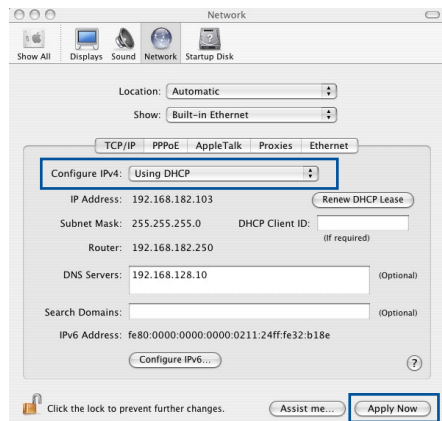 Network
Show All Displays Sound Network Startup Disk
Location: Automatic
Show: Built-in Ethernet
TCP/IP PPPoE AppleTalk Proxies Ethernet
Configure IPv4: Using DHCP
IP Address: 192.168.182.103 Renew DHCP Lease
Subnet Mask: 255.255.255.0 DHCP Client ID:
(If required)
Router: 192.168.182.250
DNS Servers: 192.168.128.10 (Optional)
Search Domains: (Optional)
IPv6 Address: fe80:0000:0000:0000:0211:24ff:fe32:b18e
Configure IPv6... ?
Click the lock to prevent further changes. Assist me... Apply Now